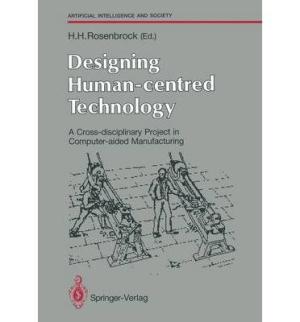 ARTIFICIAL INTELLIGENCE AND SOCIETY
H.H.Rosenbrock (Ed.)
Designing
Human-centred
Technology
A Cross-disciplinary Project in
Computer-aided Manufacturing
Springer-Verlag